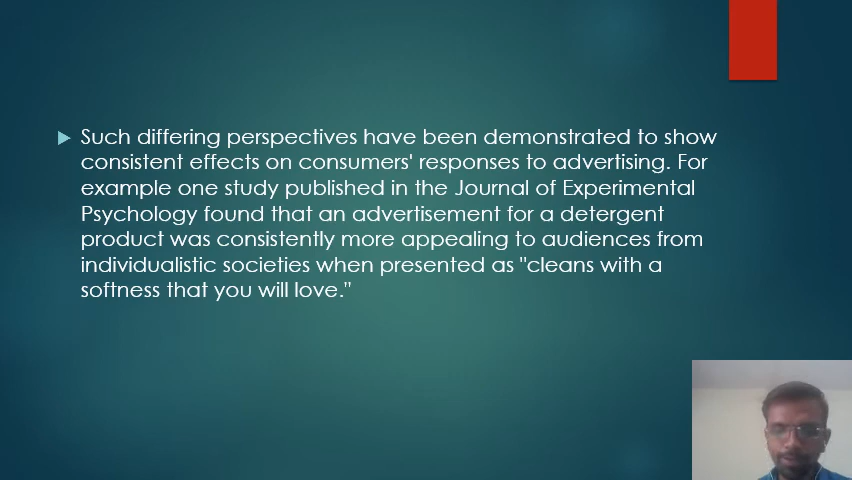 Such differing perspectives have been demonstrated to show
consistent effects on consumers' responses to advertising. For
example one study published in the Journal of Experimental
Psychology found that an advertisement for a detergent
product was consistently more appealing to audiences from
individualistic societies when presented as "cleans with a
softness that you will love."